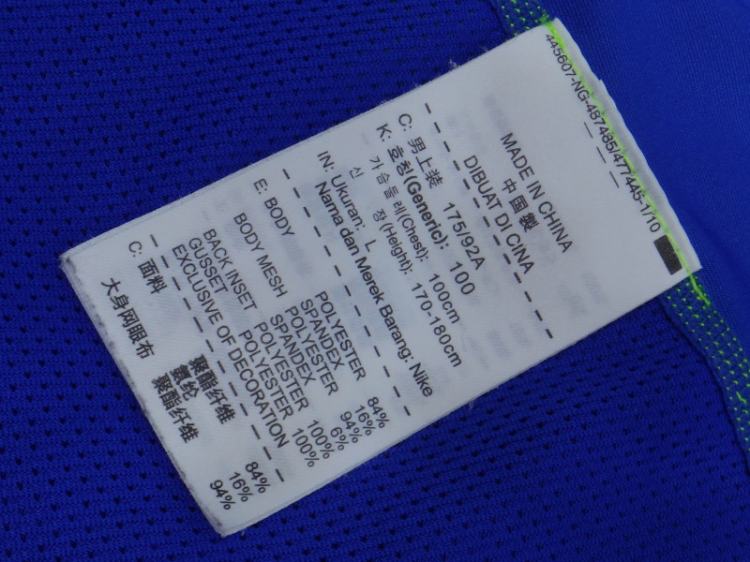 445607-NG-487485/477445-1/10
MADE IN CHINA
中国製
DIBUAT DI CINA
C: 男上装 175/92A
K: 호칭(Generic): 100
가슴둘레(Chest): 100cm
신 장(Height): 170-180cm
IN: Ukuran: L
Nama dan Merek Barang: Nike
E: BODY POLYESTER 84%
SPANDEX 16%
BODY MESH POLYESTER 94%
SPANDEX 6%
BACK INSET POLYESTER 100%
GUSSET POLYESTER 100%
EXCLUSIVE OF DECORATION
C: 面料 聚酯纤维 84%
氨纶 16%
大身网眼布 聚酯纤维 94%